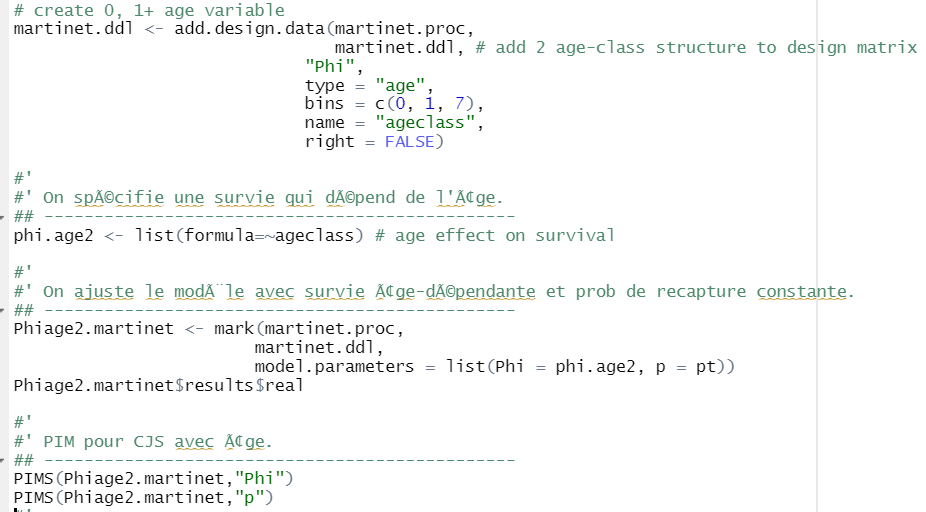 # create 0, 1+ age variable
martinet.ddl <- add.design.data(martinet.proc,
martinet.ddl, # add 2 age-class structure to design matrix
"Phi",
type = "age",
bins = c(0, 1, 7),
name = "ageclass",
right = FALSE)
#'
#' On spÃ©cifie une survie qui dÃ©pend de l'Ã¢ge.
## -----------------------------------------------
phi.age2 <- list(formula=~ageclass) # age effect on survival
#'
#' On ajuste le modÃ¨le avec survie Ã¢ge-dÃ©pendante et prob de recapture constante.
## -----------------------------------------------
Phiage2.martinet <- mark(martinet.proc,
martinet.ddl,
model.parameters = list(Phi = phi.age2, p = pt))
Phiage2.martinet$results$real
#'
#' PIM pour CJS avec Ã¢ge.
## -----------------------------------------------
PIMS(Phiage2.martinet,"Phi")
PIMS(Phiage2.martinet,"p")